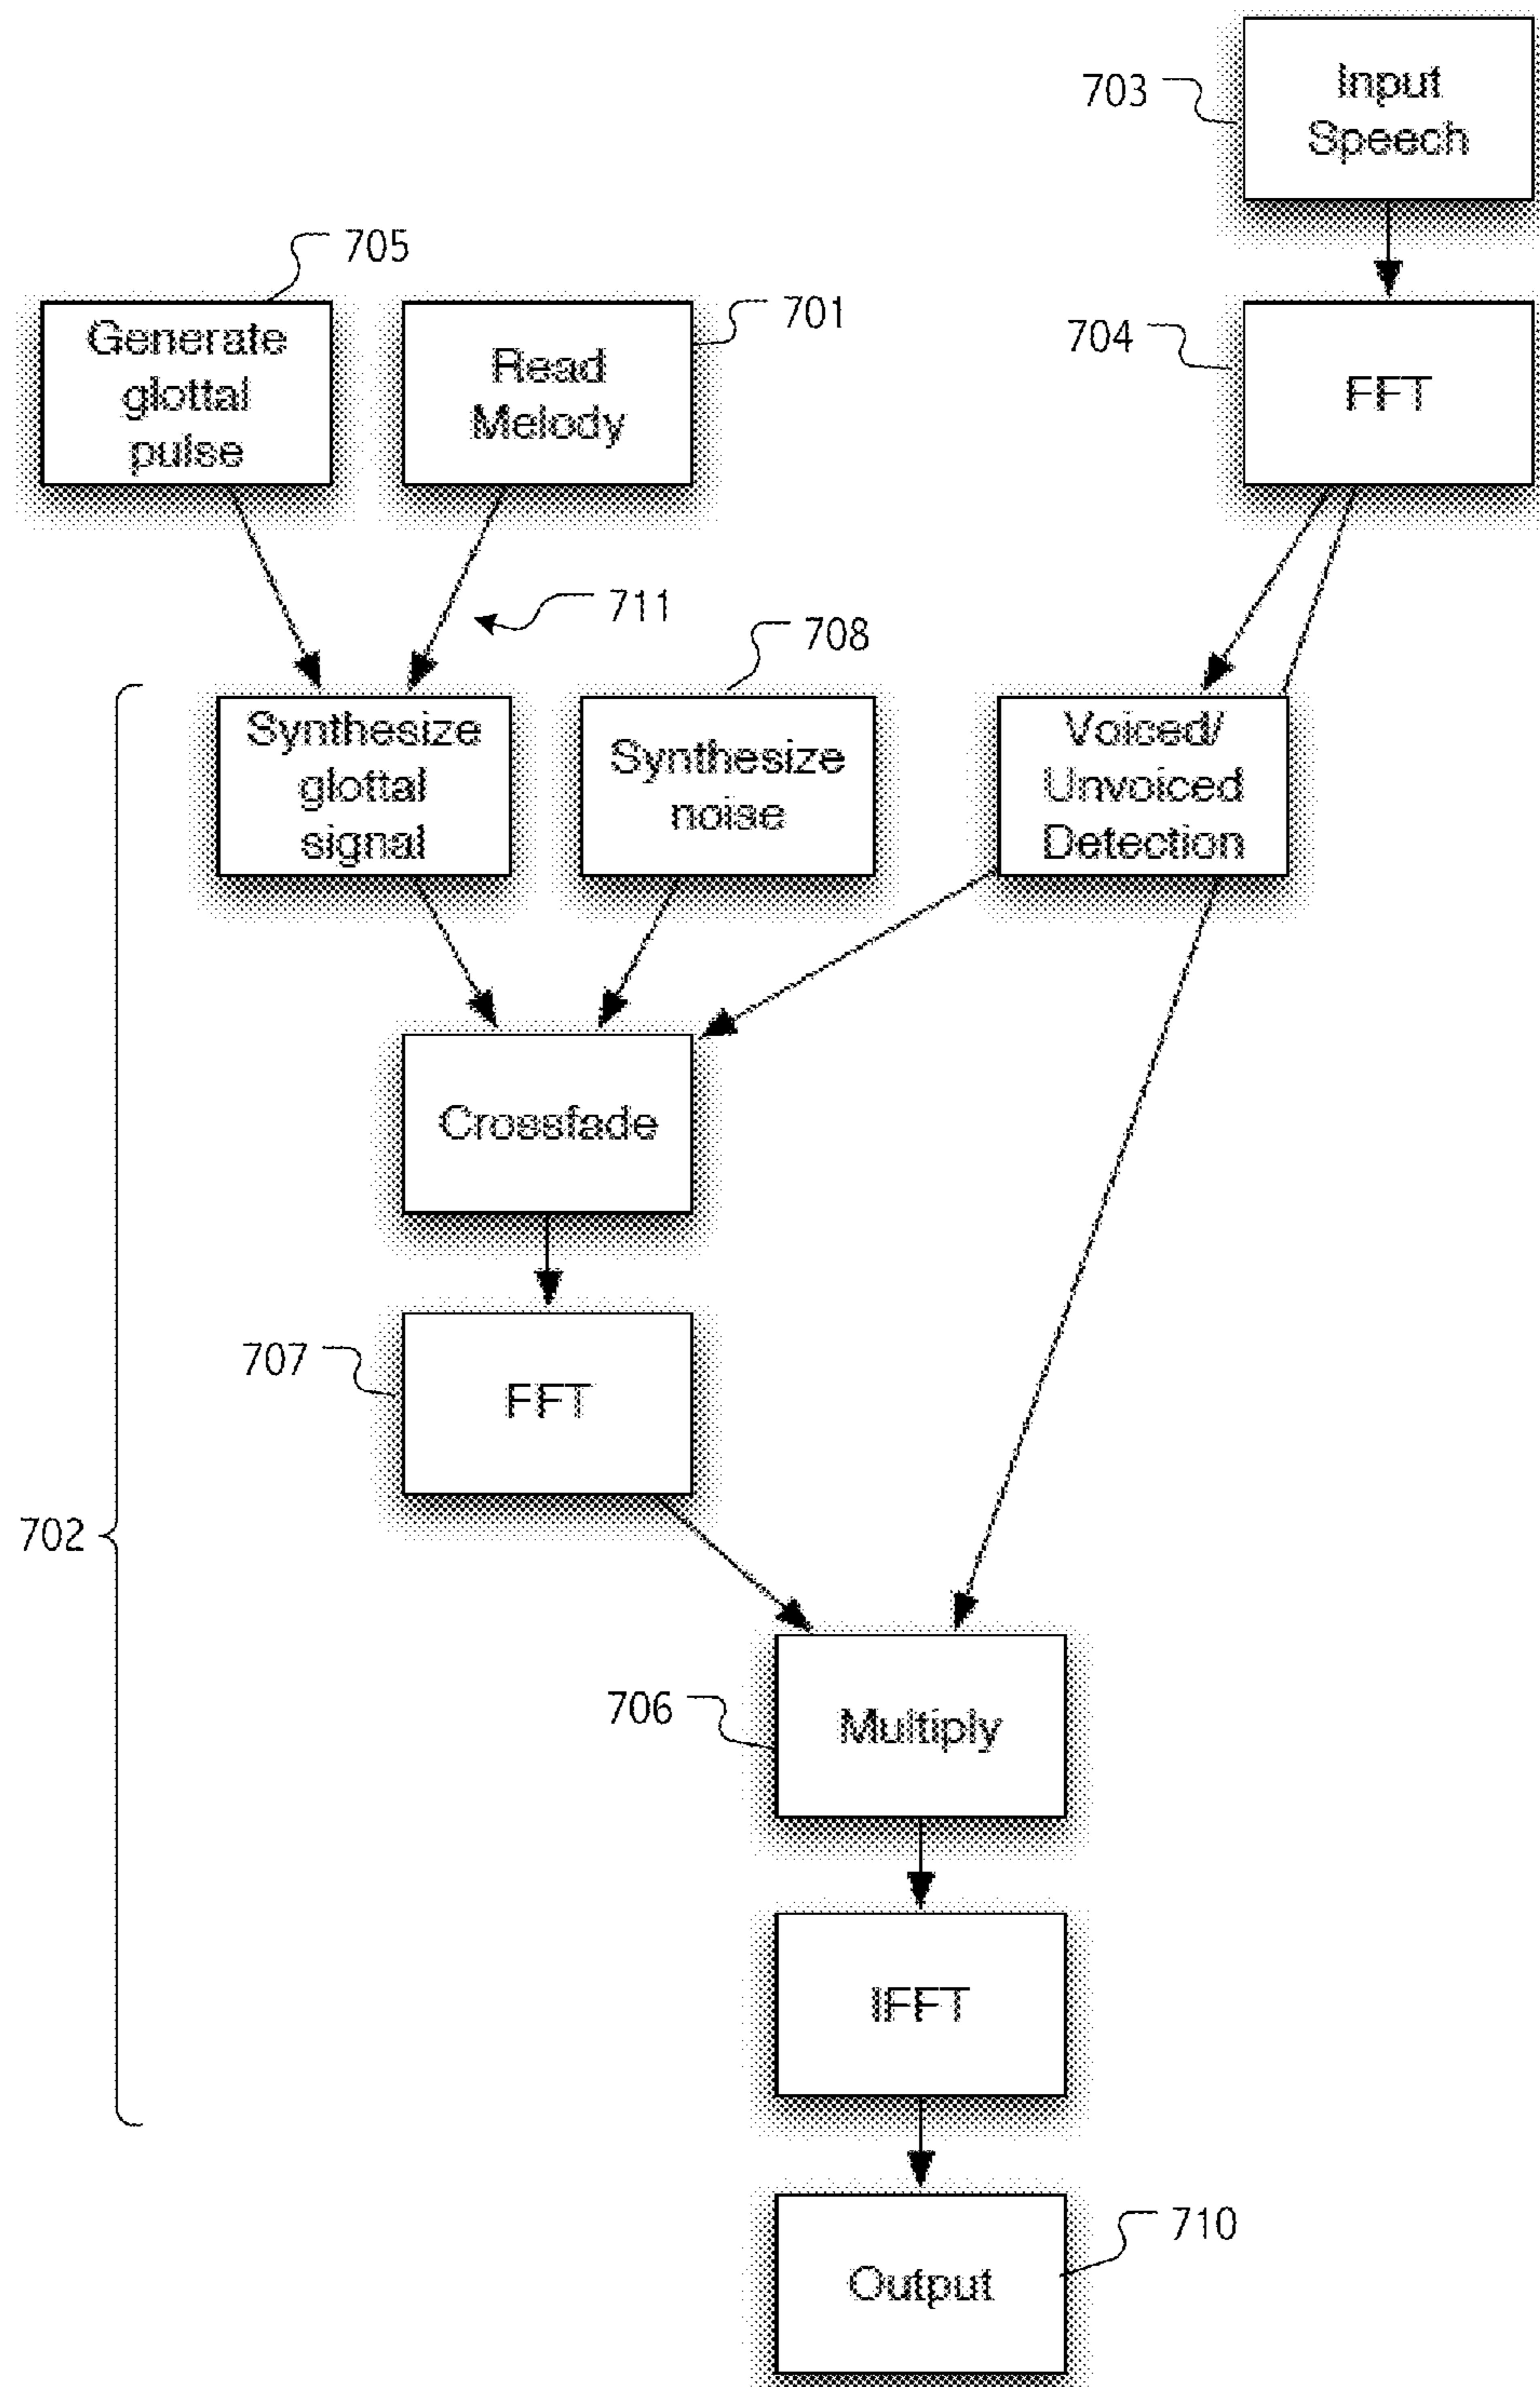 703
Input
Speech
705
701
704
Generate
glottal
pulse
Read
Melody
FFT
711
708
Synthesize
glottal
signal
Synthesize
noise
Voiced/
Unvoiced
Detection
Crossfade
707
FFT
702
706
Multiply
IFFT
710
Output